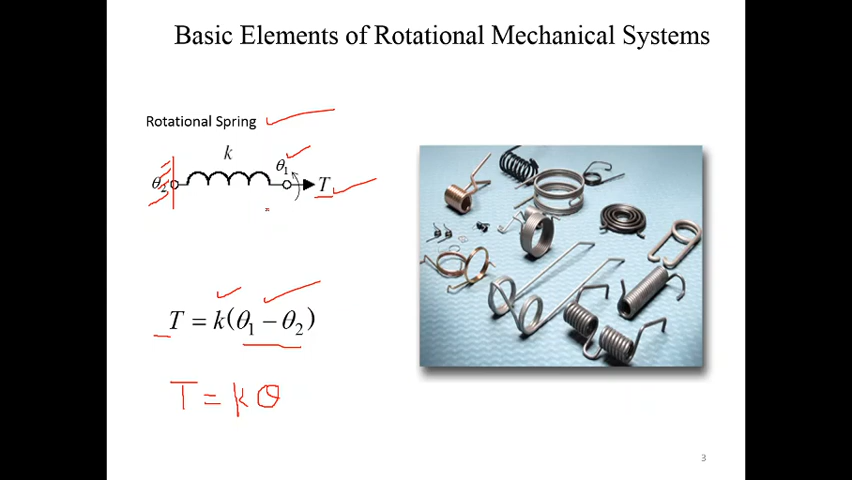 Basic Elements of Rotational Mechanical Systems
Rotational Spring
k
θ₂ θ₁ T
T = k(θ₁ − θ₂)
T = kθ
3